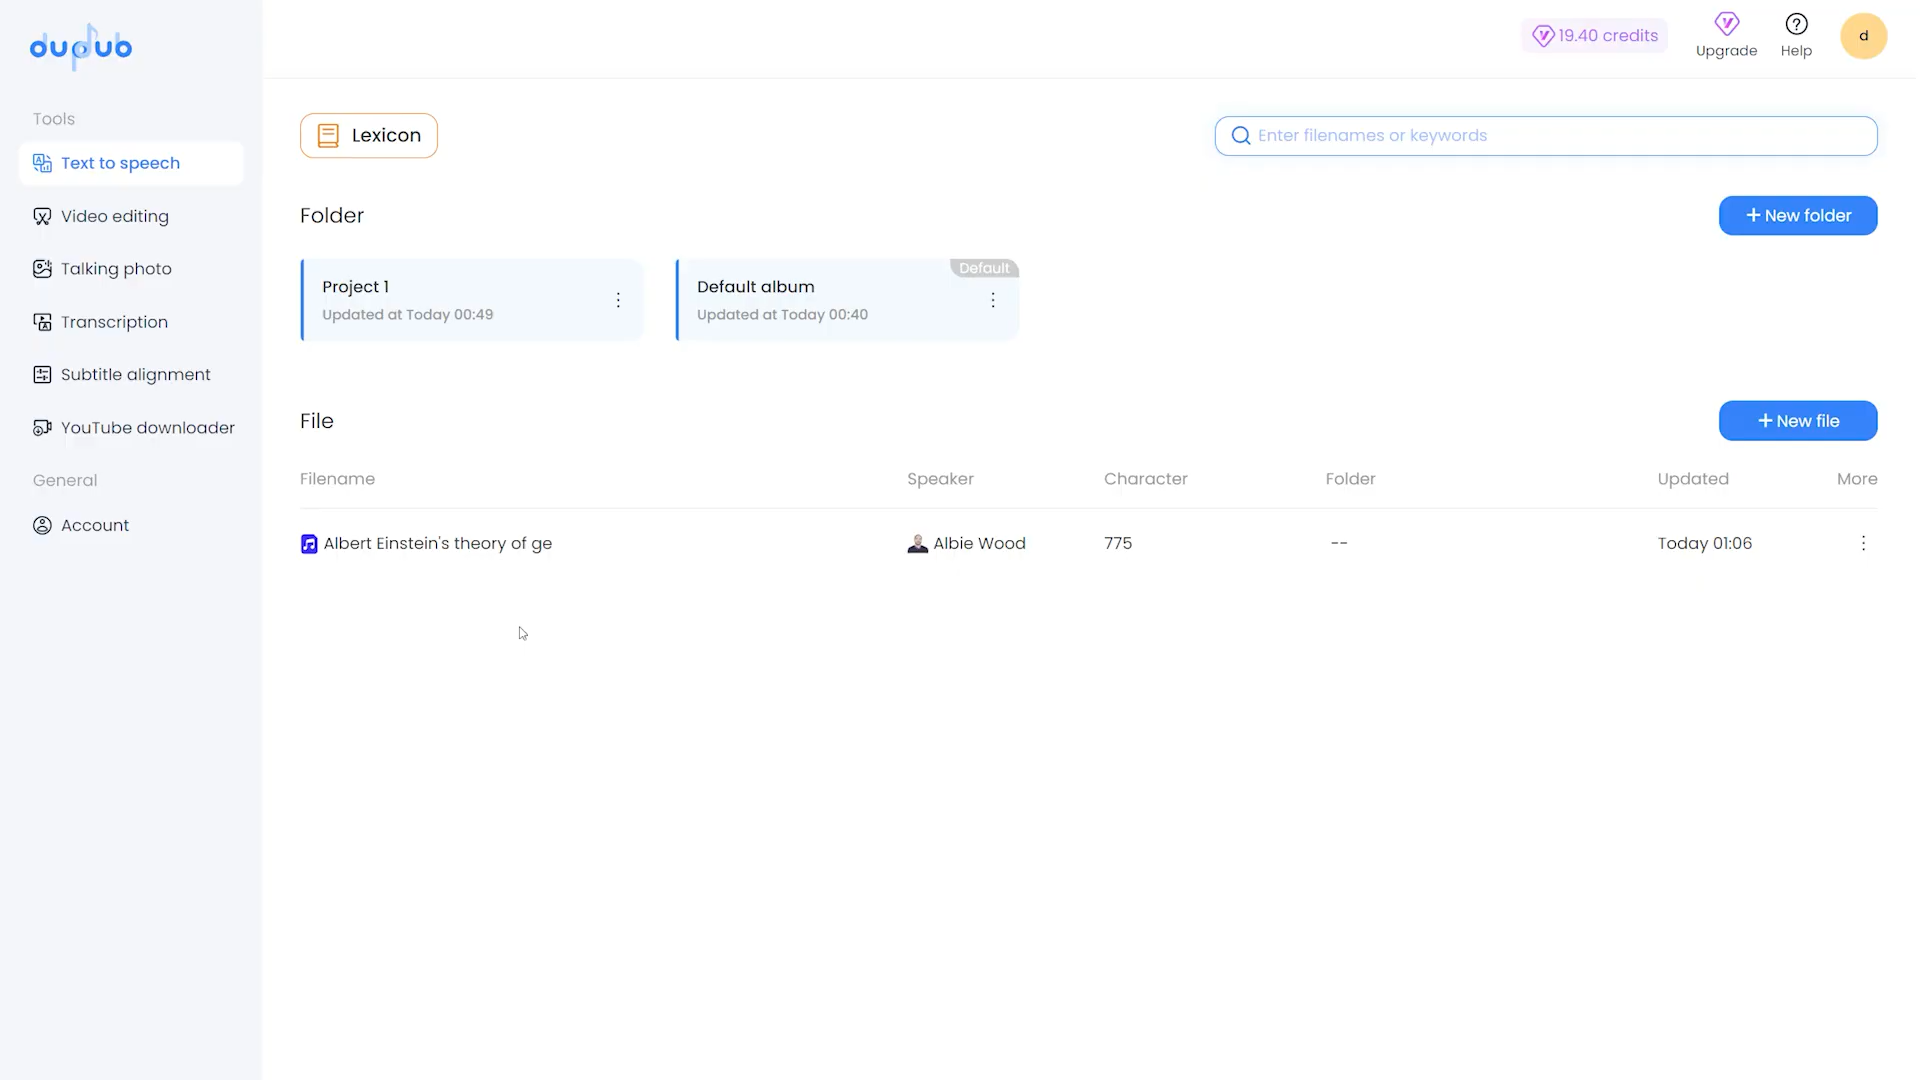 dupdub
19.40 credits
Upgrade
Help
d
Tools
Text to speech
Video editing
Talking photo
Transcription
Subtitle alignment
YouTube downloader
General
Account
Lexicon
Enter filenames or keywords
Folder
+ New folder
Project 1
Updated at Today 00:49
Default
Default album
Updated at Today 00:40
File
+ New file
Filename Speaker Character Folder Updated More
Albert Einstein's theory of ge Albie Wood 775 -- Today 01:06